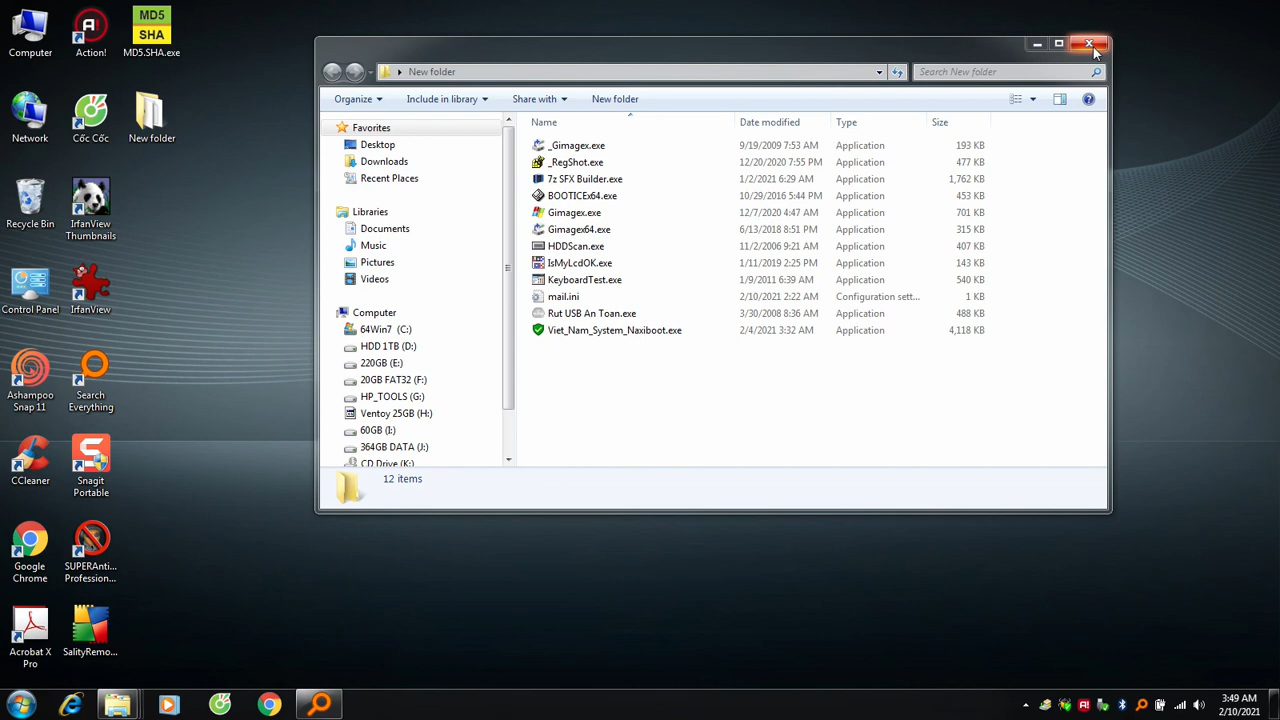 Computer
Action!
MD5
SHA
MD5.SHA.exe
Network
Cốc Cốc
New folder
Recycle Bin
IrfanView
Thumbnails
Control Panel
IrfanView
Ashampoo
Snap 11
Search
Everything
CCleaner
Snagit
Portable
Google
Chrome
SUPERAnti...
Profession...
Acrobat X
Pro
SalityRemo...
New folder
Search New folder
Organize
Include in library
Share with
New folder
Favorites
Desktop
Downloads
Recent Places
Libraries
Documents
Music
Pictures
Videos
Computer
64Win7 (C:)
HDD 1TB (D:)
220GB (E:)
20GB FAT32 (F:)
HP_TOOLS (G:)
Ventoy 25GB (H:)
60GB (I:)
364GB DATA (J:)
CD Drive (K:)
Name Date modified Type Size
_Gimagex.exe 9/19/2009 7:53 AM Application 193 KB
_RegShot.exe 12/20/2020 7:55 PM Application 477 KB
7z SFX Builder.exe 1/2/2021 6:29 AM Application 1,762 KB
BOOTICEx64.exe 10/29/2016 5:44 PM Application 453 KB
Gimagex.exe 12/7/2020 4:47 AM Application 701 KB
Gimagex64.exe 6/13/2018 8:51 PM Application 315 KB
HDDScan.exe 11/2/2006 9:21 AM Application 407 KB
IsMyLcdOK.exe 1/11/2019 2:25 PM Application 143 KB
KeyboardTest.exe 1/9/2011 6:39 AM Application 540 KB
mail.ini 2/10/2021 2:22 AM Configuration sett... 1 KB
Rut USB An Toan.exe 3/30/2008 8:36 AM Application 488 KB
Viet_Nam_System_Naxiboot.exe 2/4/2021 3:32 AM Application 4,118 KB
12 items
3:49 AM
2/10/2021